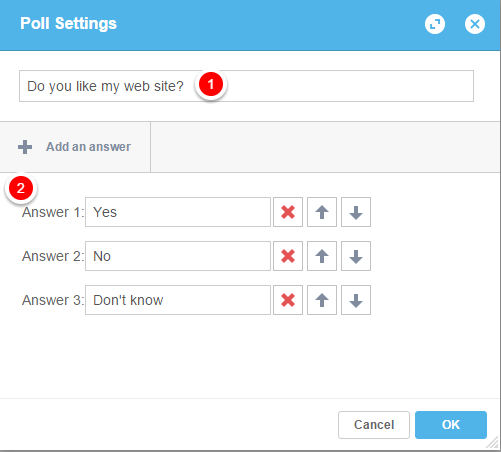 Poll Settings
Do you like my web site? 1
Add an answer
2
Answer 1: Yes
Answer 2: No
Answer 3: Don't know
Cancel OK